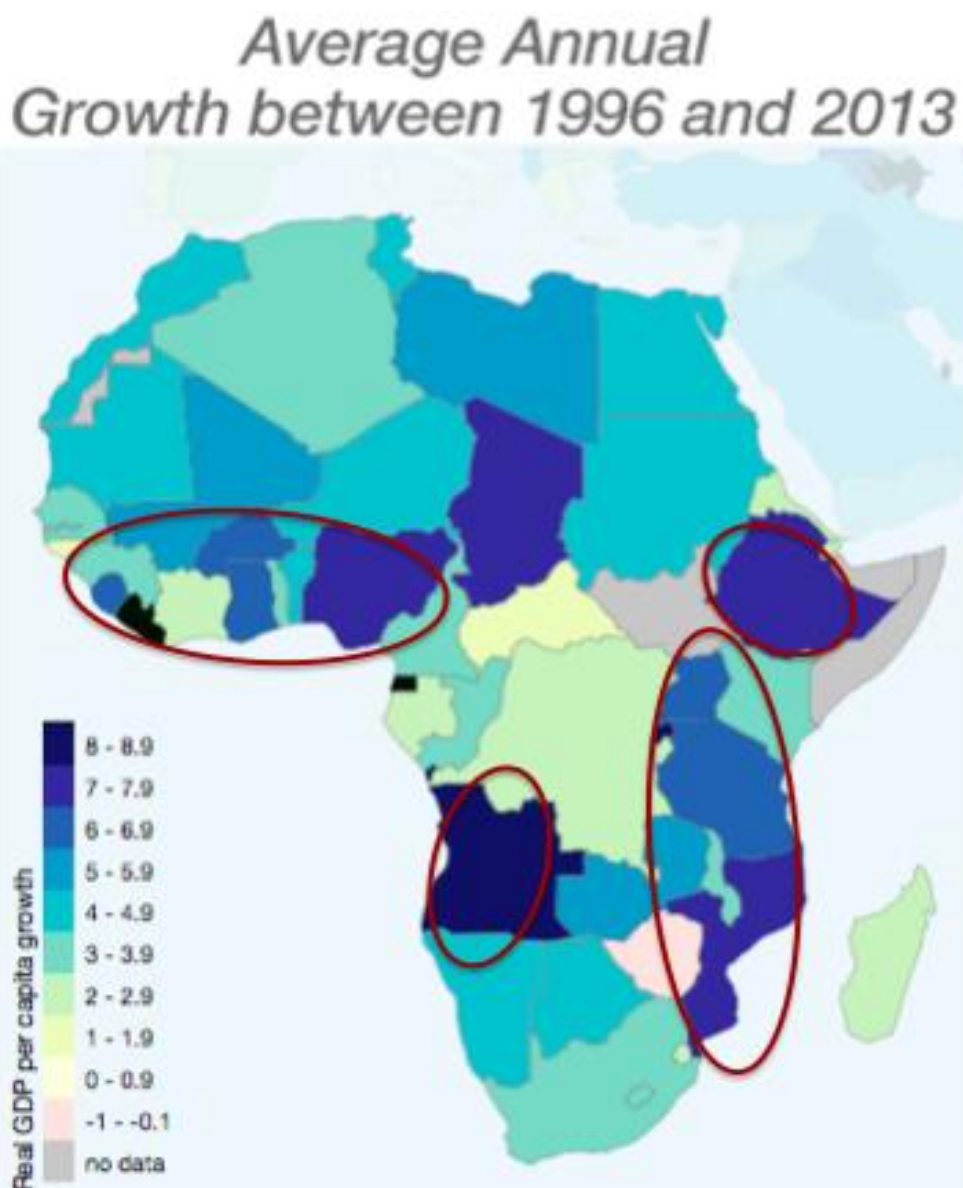 Average Annual
Growth between 1996 and 2013
Real GDP per capita growth
8 - 8.9
7 - 7.9
6 - 6.9
5 - 5.9
4 - 4.9
3 - 3.9
2 - 2.9
1 - 1.9
0 - 0.9
-1 - -0.1
no data